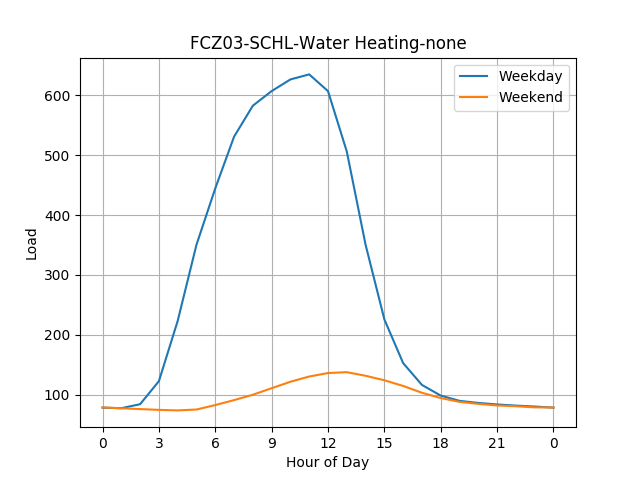 FCZ03-SCHL-Water Heating-none
Weekday
Weekend
600
500
400
300
200
100
Load
0 3 6 9 12 15 18 21 0
Hour of Day